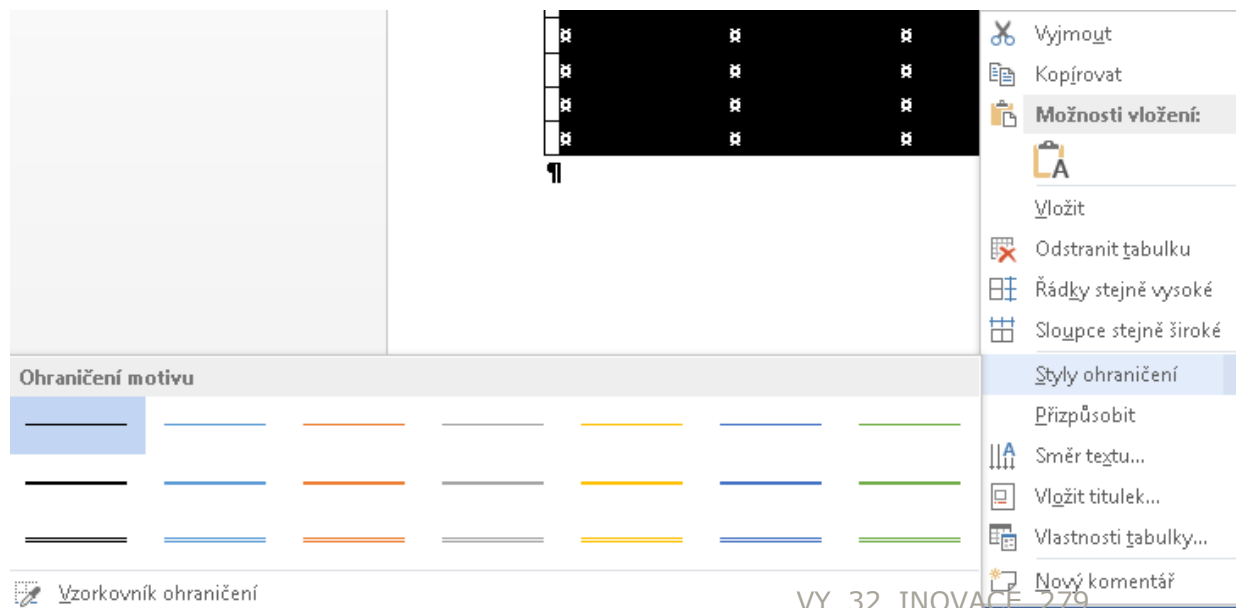 ¤ ¤ ¤
¤ ¤ ¤
¤ ¤ ¤
¤ ¤ ¤
¶
Vyjmout
Kopírovat
Možnosti vložení:
A
Vložit
Odstranit tabulku
Řádky stejně vysoké
Sloupce stejně široké
Styly ohraničení
Přizpůsobit
Směr textu...
Vložit titulek...
Vlastnosti tabulky...
Nový komentář
Ohraničení motivu
Vzorkovník ohraničení
VY_32_INOVACE_279